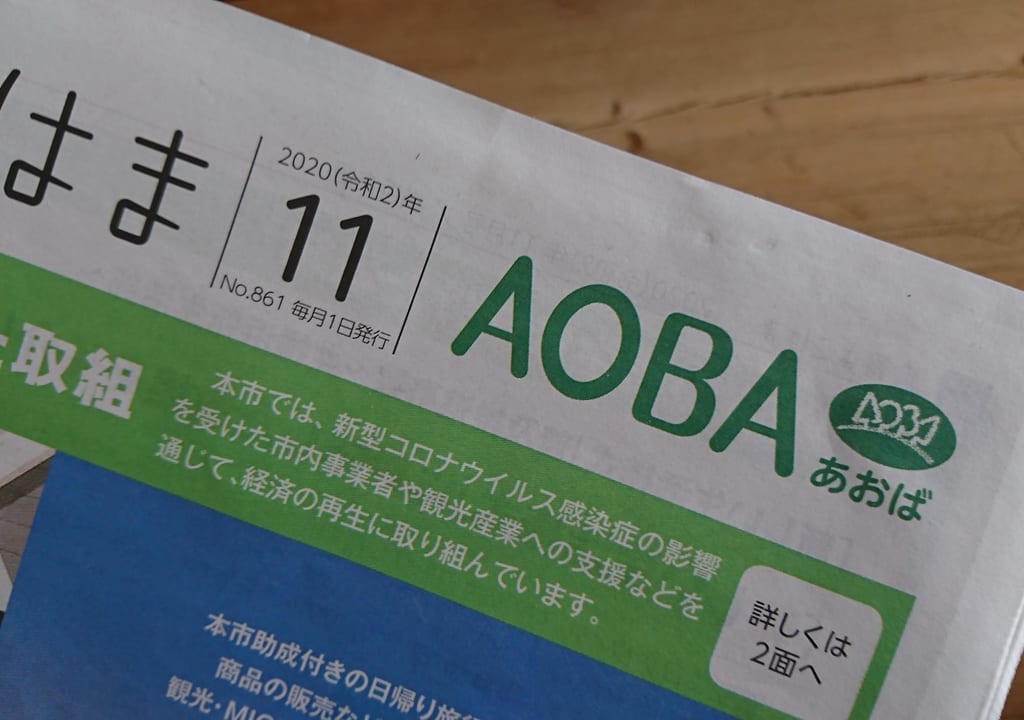 はま
2020(令和2)年
11
No.861 毎月1日発行
AOBA
AOBA
あおば
取組
本市では、新型コロナウイルス感染症の影響
を受けた市内事業者や観光産業への支援などを
通じて、経済の再生に取り組んでいます。
詳しくは
2面へ
本市助成付きの日帰り旅
商品の販売な
観光・MIC